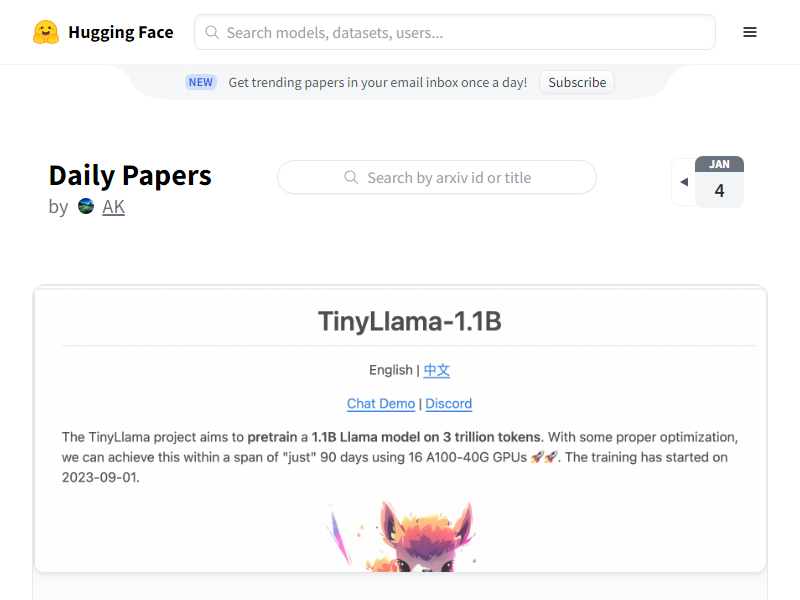 Hugging Face
Search models, datasets, users...
NEW Get trending papers in your email inbox once a day! Subscribe
Daily Papers
by AK
Search by arxiv id or title
JAN
4
TinyLlama-1.1B
English | 中文
Chat Demo | Discord
The TinyLlama project aims to pretrain a 1.1B Llama model on 3 trillion tokens. With some proper optimization,
we can achieve this within a span of "just" 90 days using 16 A100-40G GPUs 🚀🚀. The training has started on
2023-09-01.